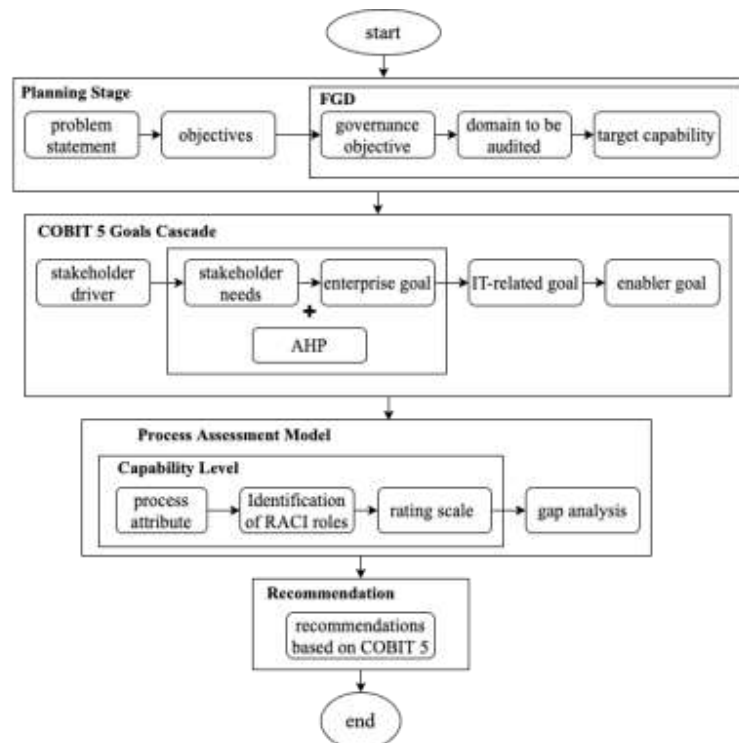 start
Planning Stage
FGD
problem
statement
objectives
governance
objective
domain to be
audited
target capability
COBIT 5 Goals Cascade
stakeholder
driver
stakeholder
needs
enterprise goal
IT-related goal
enabler goal
+
AHP
Process Assessment Model
Capability Level
process
attribute
Identification
of RACI roles
rating scale
gap analysis
Recommendation
recommendations
based on COBIT 5
end